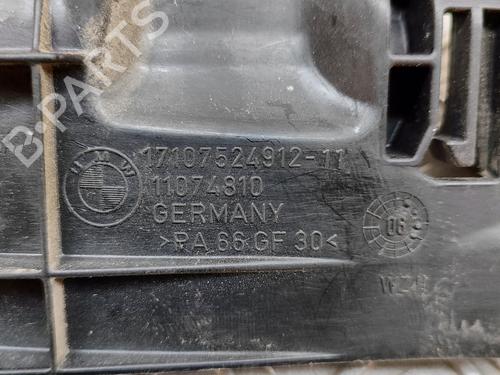 B-PARTS
BMW
17107524912-11
11074810
GERMANY
>PA 66 GF 30<
06